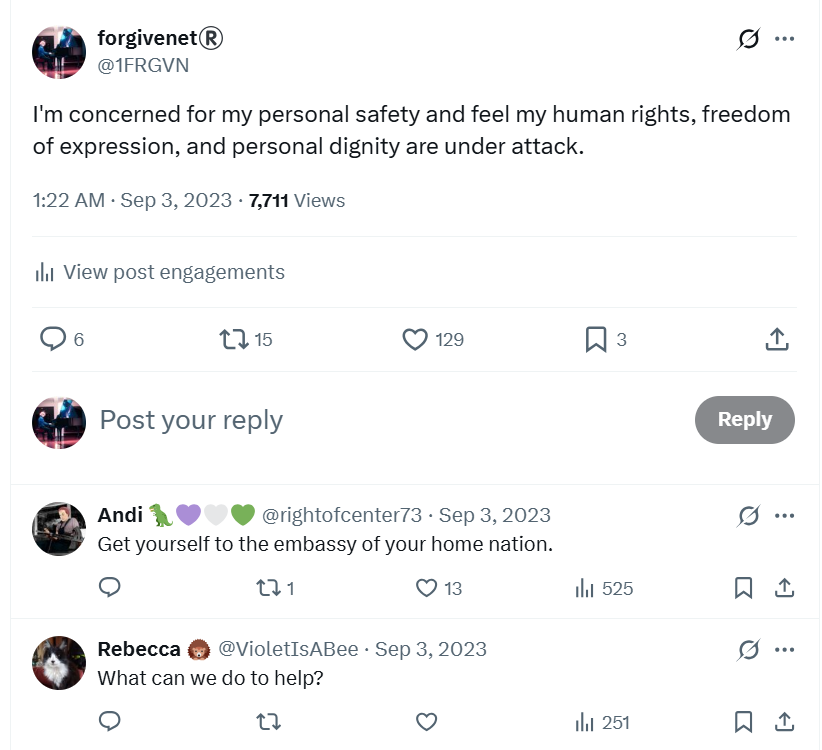 forgivenet®
@1FRGVN
I'm concerned for my personal safety and feel my human rights, freedom
of expression, and personal dignity are under attack.
1:22 AM · Sep 3, 2023 · 7,711 Views
View post engagements
6 15 129 3
Post your reply Reply
Andi 🦖💜🤍💚 @rightofcenter73 · Sep 3, 2023
Get yourself to the embassy of your home nation.
1 13 525
Rebecca 🦔 @VioletIsABee · Sep 3, 2023
What can we do to help?
251